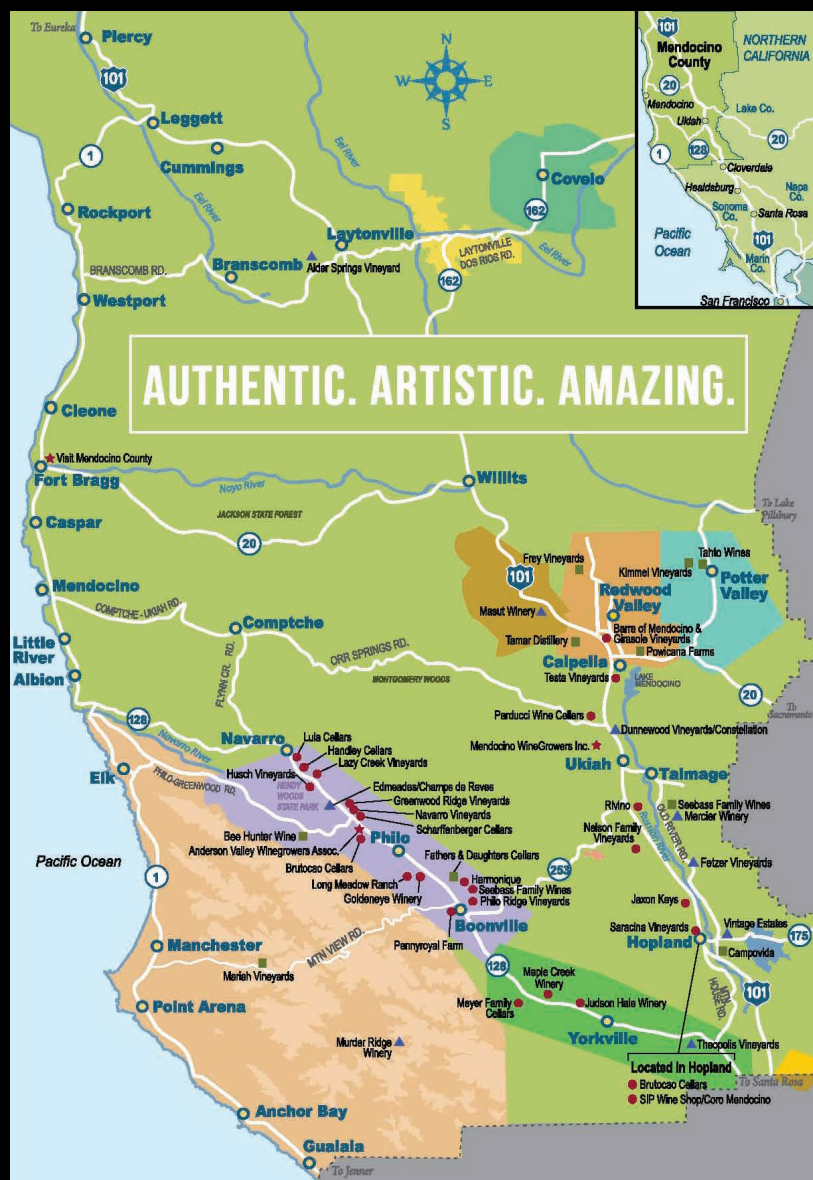 To Eureka
Piercy
101
Leggett
1
Cummings
Eel River
Eel River
Rockport
Laytonville
Covelo
162
BRANSCOMB RD.
Branscomb
Alder Springs Vineyard
LAYTONVILLE
DOS RIOS RD.
Eel River
162
Westport
N
W
E
S
101
Mendocino
County
NORTHERN
CALIFORNIA
20
Mendocino
Lake Co.
Ukiah
128
20
1
Cloverdale
Healdsburg
Napa
Co.
Sonoma
Co.
Santa Rosa
Pacific
Ocean
101
Marin
Co.
San Francisco
AUTHENTIC. ARTISTIC. AMAZING.
Cleone
Visit Mendocino County
Fort Bragg
Noyo River
Willits
JACKSON STATE FOREST
Caspar
20
To Lake
Pillsbury
101
Frey Vineyards
Tahto Wines
Kimmel Vineyards
Potter
Valley
Redwood
Valley
Masut Winery
Barra of Mendocino &
Girasole Vineyards
Tamar Distillery
Powicana Farms
Mendocino
COMPTCHE - UKIAH RD.
Comptche
Little
River
Albion
FLYNN CR. RD.
ORR SPRINGS RD.
MONTGOMERY WOODS
Calpella
Testa Vineyards
LAKE
MENDOCINO
20
To
Sacramento
Parducci Wine Cellars
Dunnewood Vineyards/Constellation
Mendocino WineGrowers Inc.
128
Navarro River
Navarro
Lula Cellars
Handley Cellars
Lazy Creek Vineyards
Husch Vineyards
HENDY
WOODS
STATE PARK
Elk
PHILO-GREENWOOD RD.
Edmeades/Champs de Reves
Greenwood Ridge Vineyards
Navarro Vineyards
Scharffenberger Cellars
Ukiah
Talmage
Bee Hunter Wine
Anderson Valley Winegrowers Assoc.
Philo
Brutocao Cellars
Rivino
Seebass Family Wines
Mercier Winery
Nelson Family
Vineyards
Russian River
OLD RIVER RD.
Pacific Ocean
Fathers & Daughters Cellars
253
Fetzer Vineyards
1
Long Meadow Ranch
Goldeneye Winery
Harmonique
Seebass Family Wines
Philo Ridge Vineyards
Boonville
Jaxon Keys
Pennyroyal Farm
Saracina Vineyards
Vintage Estates
Hopland
Campovida
175
Manchester
MTN VIEW RD.
Mariah Vineyards
128
Maple Creek
Winery
MTN.
HOUSE RD.
101
Point Arena
Meyer Family
Cellars
Judson Hale Winery
Yorkville
Murder Ridge
Winery
Theopolis Vineyards
Located in Hopland
Brutocao Cellars
SIP Wine Shop/Coro Mendocino
To Santa Rosa
Anchor Bay
Gualala
To Jenner